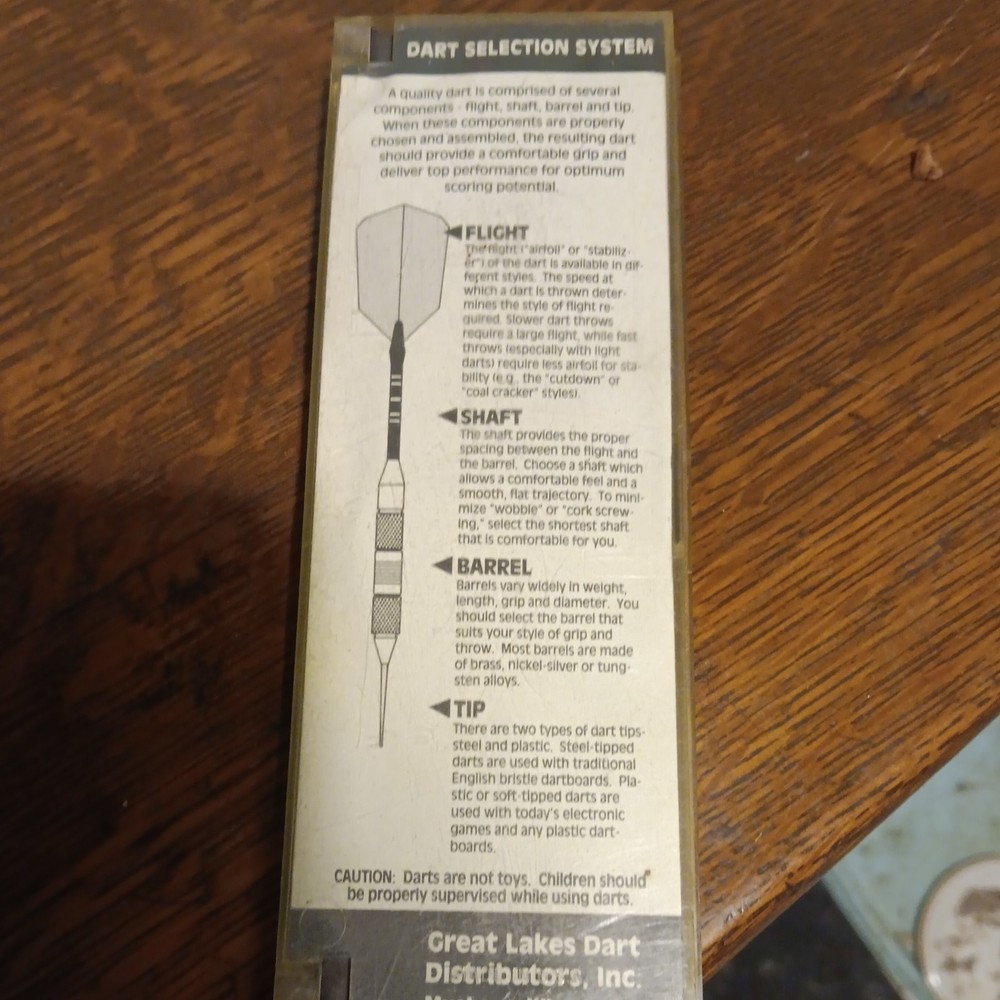 DART SELECTION SYSTEM
A quality dart is comprised of several
components - flight, shaft, barrel and tip.
When these components are properly
chosen and assembled, the resulting dart
should provide a comfortable grip and
deliver top performance for optimum
scoring potential.
FLIGHT
The flight ("airfoil" or "stabiliz-
er") of the dart is available in dif-
ferent styles. The speed at
which a dart is thrown deter-
mines the style of flight re-
quired. Slower dart throws
require a large flight, while fast
throws (especially with light
darts) require less airfoil for sta-
bility (e.g. the "cutdown" or
"coal cracker" styles).
SHAFT
The shaft provides the proper
spacing between the flight and
the barrel. Choose a shaft which
allows a comfortable feel and a
smooth, flat trajectory. To mini-
mize "wobble" or "cork screw-
ing," select the shortest shaft
that is comfortable for you.
BARREL
Barrels vary widely in weight,
length, grip and diameter. You
should select the barrel that
suits your style of grip and
throw. Most barrels are made
of brass, nickel-silver or tung-
sten alloys.
TIP
There are two types of dart tips-
steel and plastic. Steel-tipped
darts are used with traditional
English bristle dartboards. Pla-
stic or soft-tipped darts are
used with today's electronic
games and any plastic dart-
boards.
CAUTION: Darts are not toys. Children should
be properly supervised while using darts.
Great Lakes Dart
Distributors, Inc.